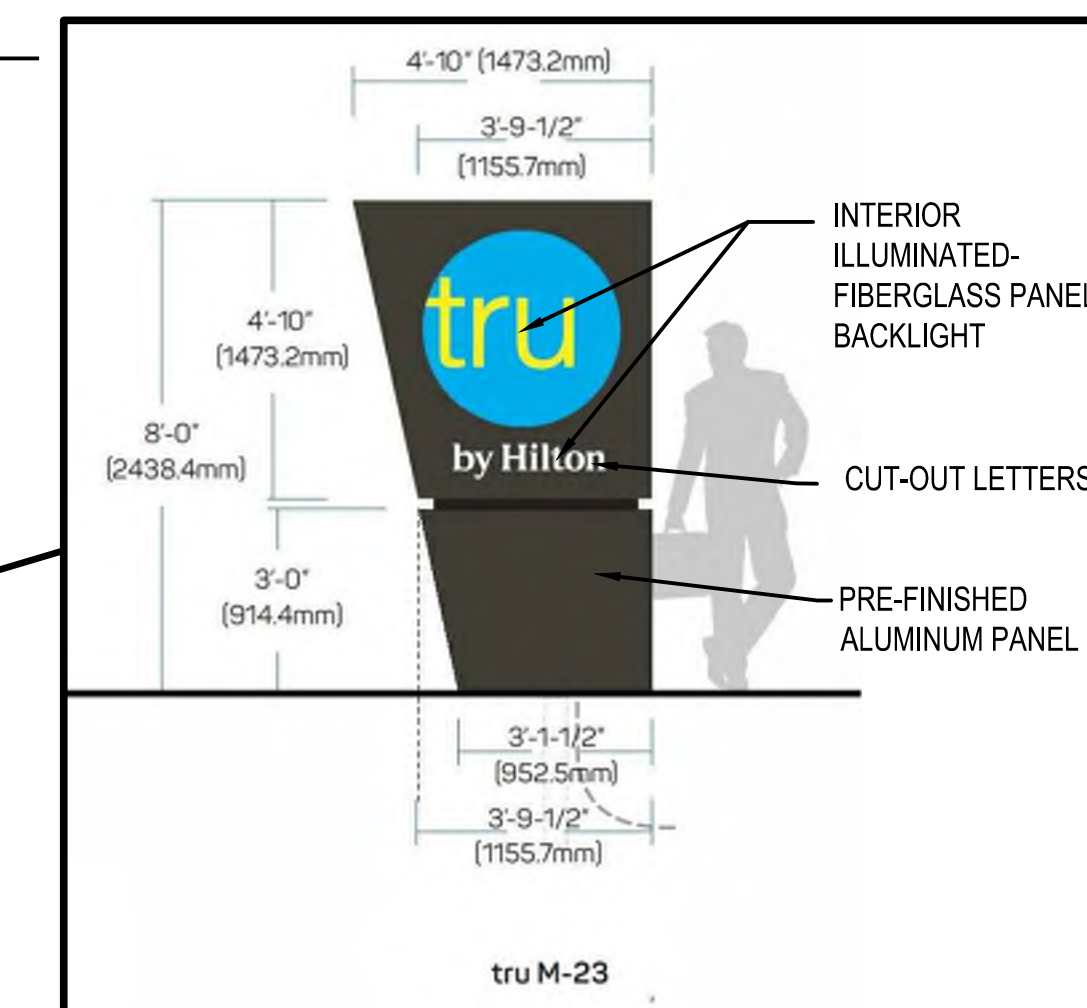 4'-10" (1473.2mm)
3'-9-1/2"
(1155.7mm)
INTERIOR
ILLUMINATED-
FIBERGLASS PANEL
BACKLIGHT
tru
by Hilton
4'-10"
(1473.2mm)
8'-0"
(2438.4mm)
CUT-OUT LETTERS
3'-0"
(914.4mm)
PRE-FINISHED
ALUMINUM PANEL
3'-1-1/2"
(952.5mm)
3'-9-1/2"
(1155.7mm)
tru M-23